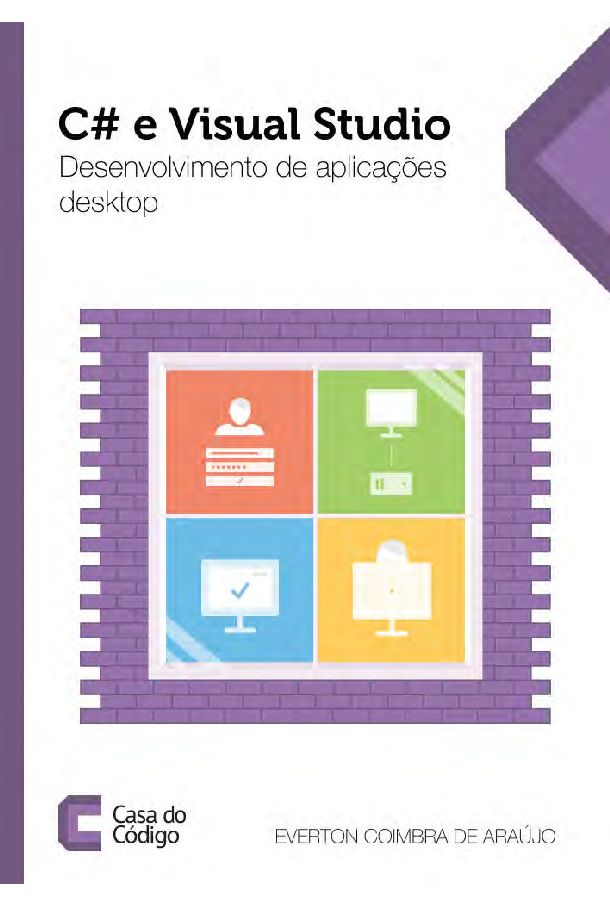 C# e Visual Studio
Desenvolvimento de aplicações
desktop
Casa do
Código
EVERTON COIMBRA DE ARAÚJO